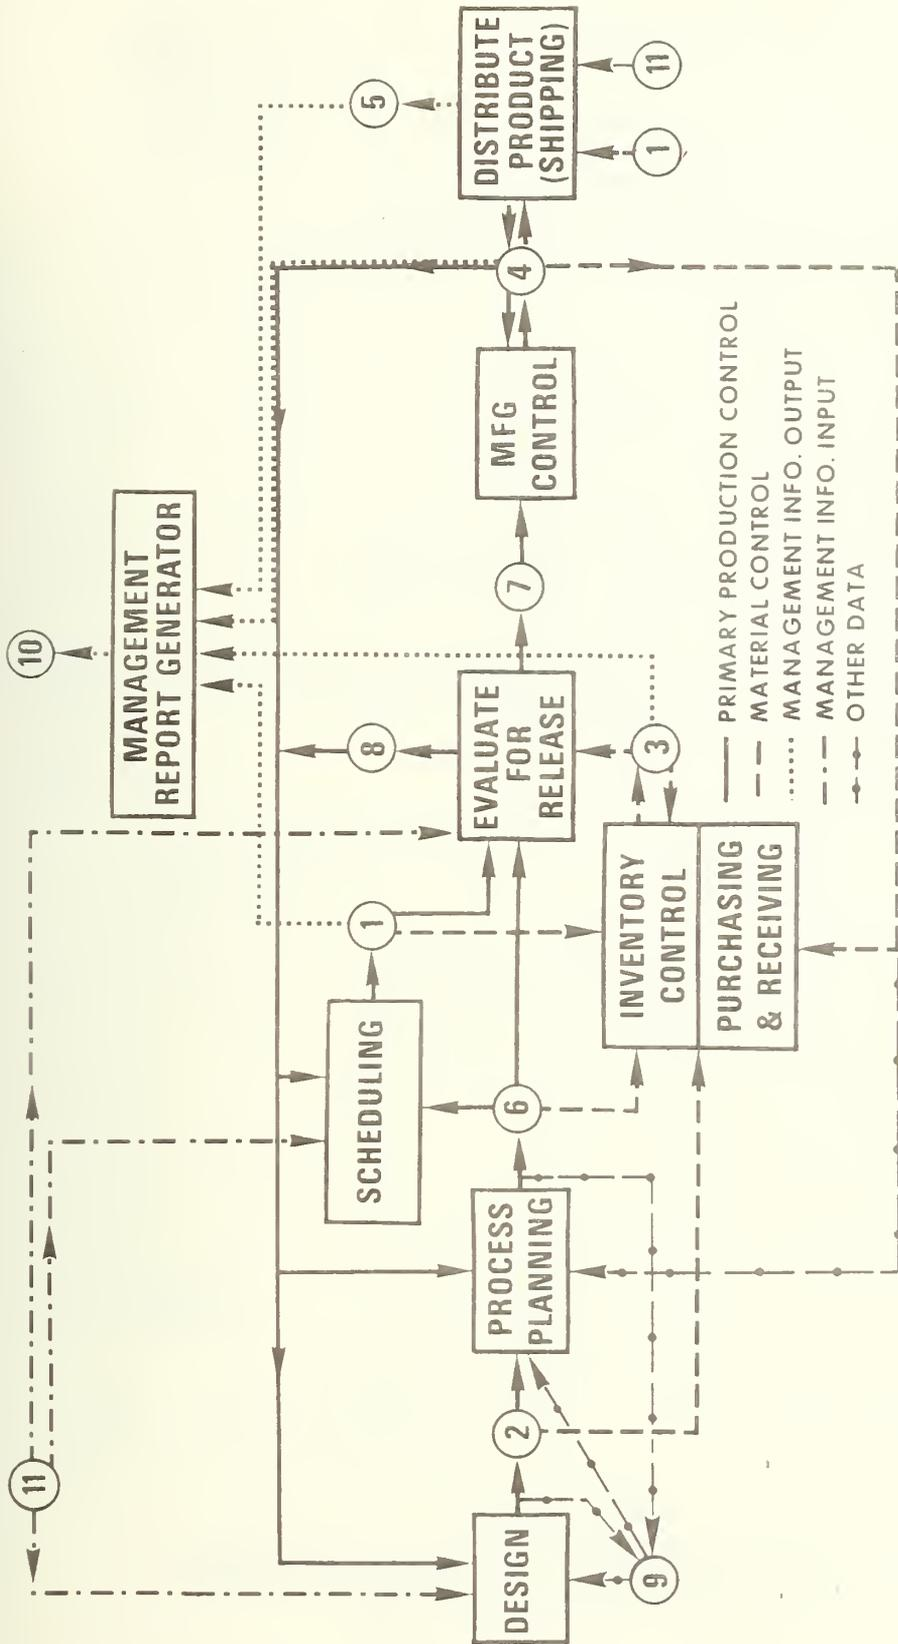 11
10
MANAGEMENT
REPORT GENERATOR
5
SCHEDULING
1
8
DESIGN
2
PROCESS
PLANNING
6
EVALUATE
FOR
RELEASE
7
MFG
CONTROL
4
DISTRIBUTE
PRODUCT
(SHIPPING)
9
INVENTORY
CONTROL
PURCHASING
& RECEIVING
3
1
11
PRIMARY PRODUCTION CONTROL
MATERIAL CONTROL
MANAGEMENT INFO. OUTPUT
MANAGEMENT INFO. INPUT
OTHER DATA